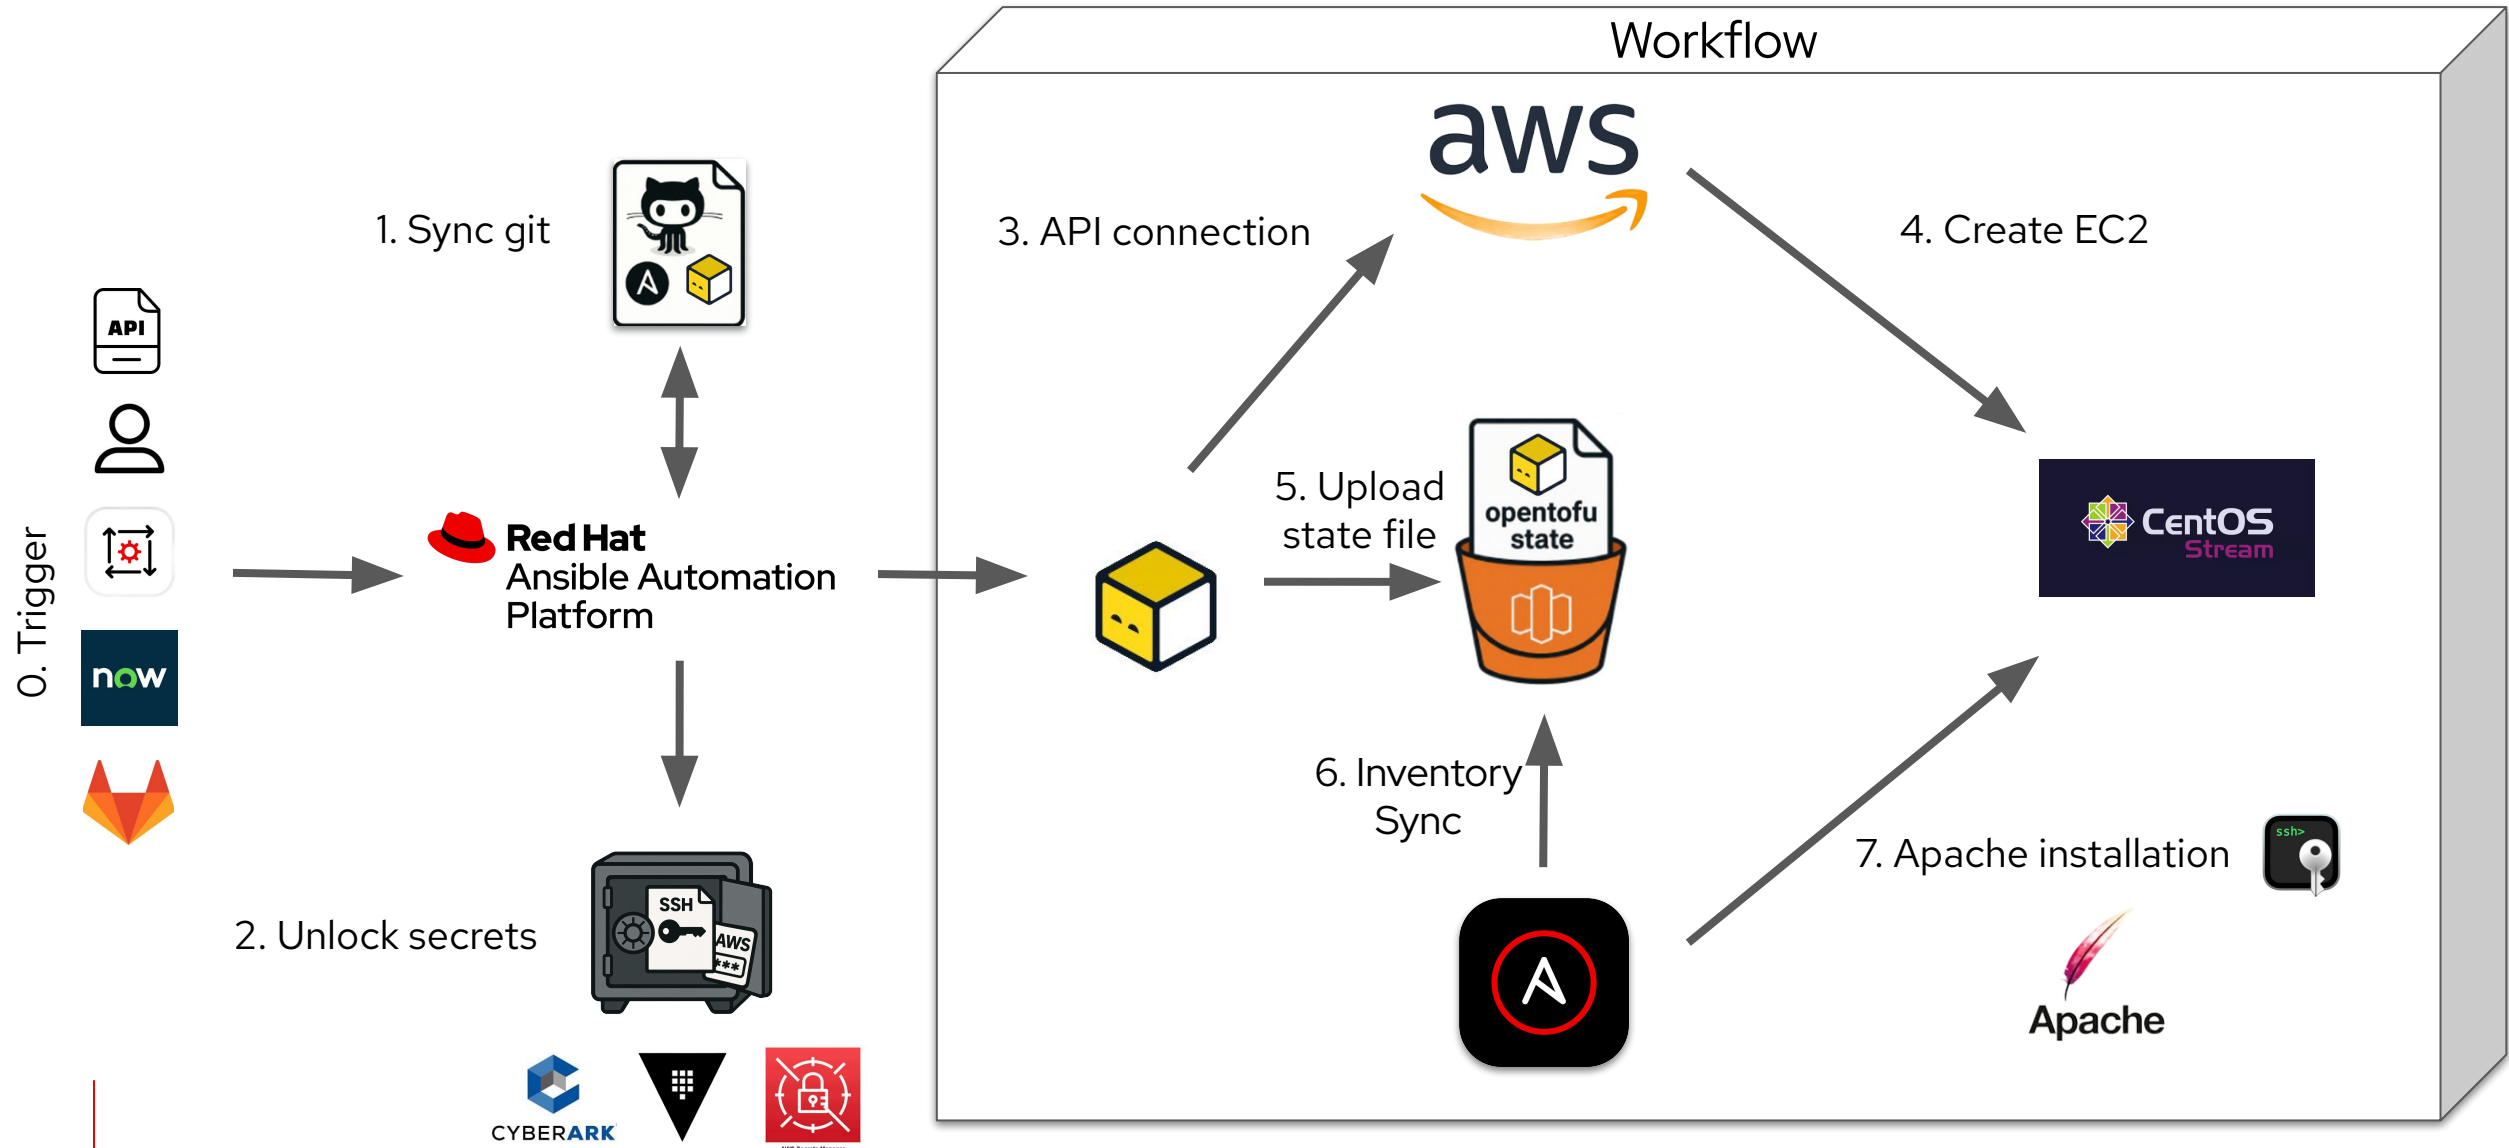 Workflow
aws
1. Sync git
3. API connection
4. Create EC2
API
5. Upload
state file
opentofu
state
CentOS
Stream
Red Hat
Ansible Automation
Platform
0. Trigger
now
6. Inventory
Sync
7. Apache installation
ssh>
2. Unlock secrets
SSH
AWS
***
Apache
CYBERARK